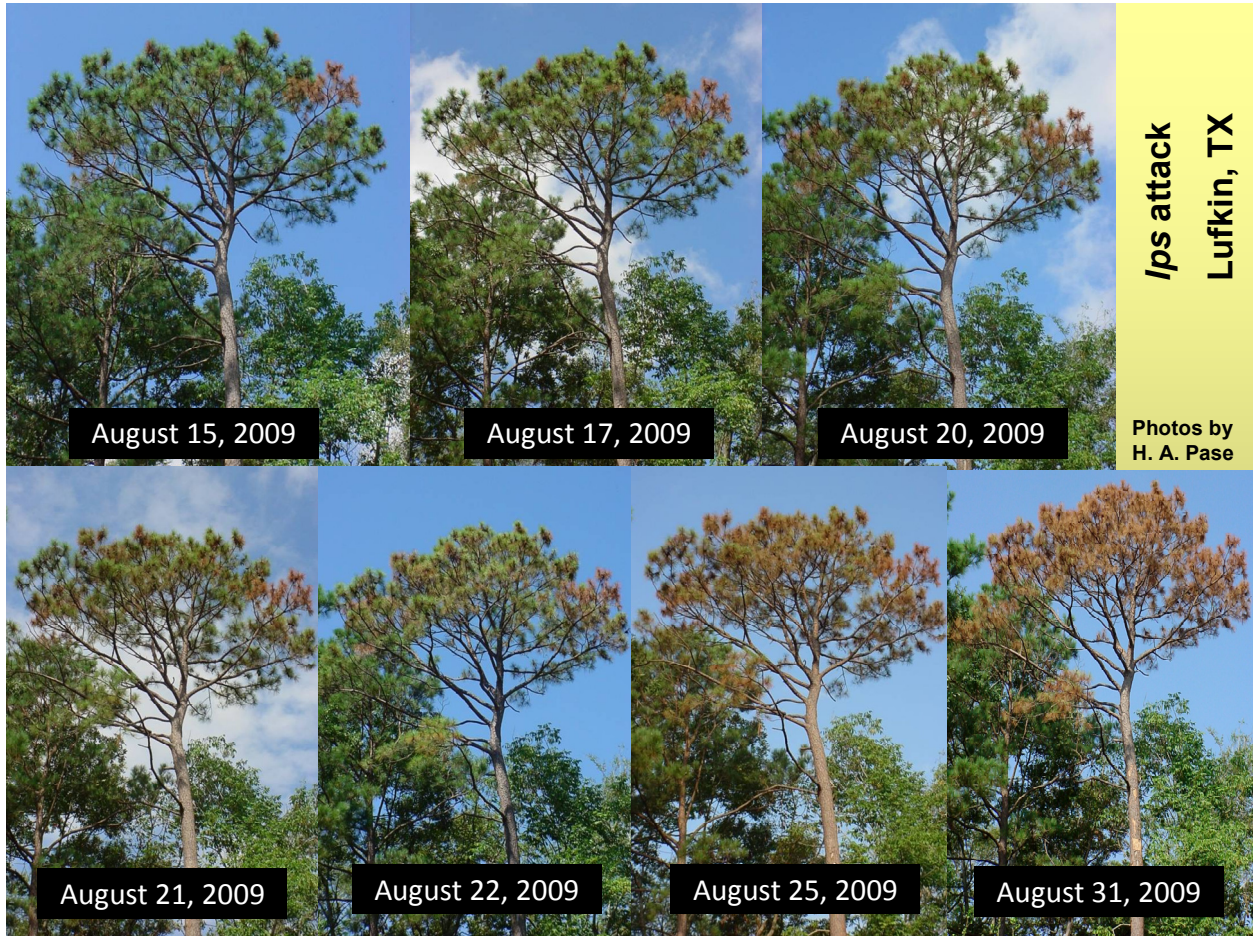 August 15, 2009
August 17, 2009
August 20, 2009
Ips attack
Lufkin, TX
Photos by
H. A. Pase
August 21, 2009
August 22, 2009
August 25, 2009
August 31, 2009